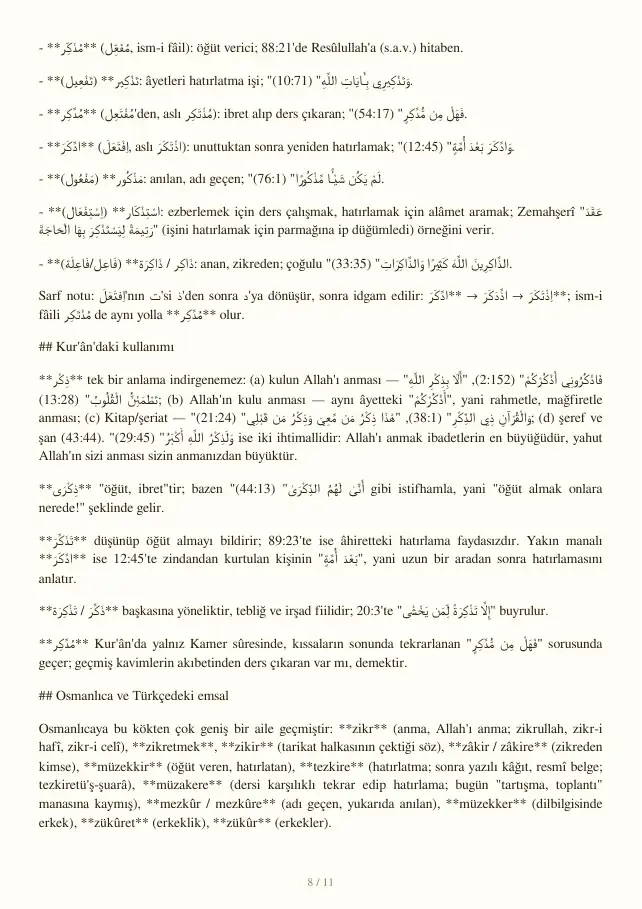 - **مُذَكِّر** (مُفَعِّل, ism-i fâil): öğüt verici; 88:21'de Resûlullah'a (s.a.v.) hitaben.
- **تَذْكِير** (تَفْعِيل): âyetleri hatırlatma işi; "وَتَذْكِيرِي بِـَٔايَاتِ اللّٰهِ" (10:71).
- **مُدَّكِر** (مُفْتَعِل'den, aslı مُذْتَكِر): ibret alıp ders çıkaran; "فَهَلْ مِن مُّدَّكِرٍ" (54:17).
- **ادَّكَرَ** (اِفْتَعَلَ, aslı اذْتَكَرَ): unuttuktan sonra yeniden hatırlamak; "وَادَّكَرَ بَعْدَ أُمَّةٍ" (12:45).
- **مَذْكُور** (مَفْعُول): anılan, adı geçen; "لَمْ يَكُن شَيْـًٔا مَّذْكُورًا" (76:1).
- **اِسْتِذْكَار** (اِسْتِفْعَال): ezberlemek için ders çalışmak, hatırlamak için alâmet aramak; Zemahşerî "عَقَدَ
رَتِيمَةً لِيَسْتَذْكِرَ بِهَا الْحَاجَةَ" (işini hatırlamak için parmağına ip düğümledi) örneğini verir.
- **ذَاكِر / ذَاكِرَة** (فَاعِل/فَاعِلَة): anan, zikreden; çoğulu "الذَّاكِرِينَ اللَّهَ كَثِيرًا وَالذَّاكِرَاتِ" (33:35).
Sarf notu: اِفْتَعَلَ'nın ت'si ذ'den sonra د'ya dönüşür, sonra idgam edilir: اِذْتَكَرَ → اذْدَكَرَ → **ادَّكَرَ**; ism-i
fâili مُذْتَكِر de aynı yolla **مُدَّكِر** olur.
## Kur'ân'daki kullanımı
**ذِكْر** tek bir anlama indirgenemez: (a) kulun Allah'ı anması — "فَاذْكُرُونِي أَذْكُرْكُمْ" (2:152), "أَلَا بِذِكْرِ اللَّهِ
تَطْمَئِنُّ الْقُلُوبُ" (13:28); (b) Allah'ın kulu anması — aynı âyetteki "أَذْكُرْكُمْ", yani rahmetle, mağfiretle
anması; (c) Kitap/şeriat — "وَالْقُرْآنِ ذِي الذِّكْرِ" (38:1), "هَٰذَا ذِكْرُ مَن مَّعِيَ وَذِكْرُ مَن قَبْلِي" (21:24); (d) şeref ve
şan (43:44). "وَلَذِكْرُ اللَّهِ أَكْبَرُ" (29:45) ise iki ihtimallidir: Allah'ı anmak ibadetlerin en büyüğüdür, yahut
Allah'ın sizi anması sizin anmanızdan büyüktür.
**ذِكْرَى** "öğüt, ibret"tir; bazen "أَنَّىٰ لَهُمُ الذِّكْرَىٰ" (44:13) gibi istifhamla, yani "öğüt almak onlara
nerede!" şeklinde gelir.
**تَذَكَّرَ** düşünüp öğüt almayı bildirir; 89:23'te ise âhiretteki hatırlama faydasızdır. Yakın manalı
**ادَّكَرَ** ise 12:45'te zindandan kurtulan kişinin "بَعْدَ أُمَّةٍ", yani uzun bir aradan sonra hatırlamasını
anlatır.
**ذَكَّرَ / تَذْكِرَة** başkasına yöneliktir, tebliğ ve irşad fiilidir; 20:3'te "إِلَّا تَذْكِرَةً لِّمَن يَخْشَىٰ" buyrulur.
**مُدَّكِر** Kur'ân'da yalnız Kamer sûresinde, kıssaların sonunda tekrarlanan "فَهَلْ مِن مُّدَّكِرٍ" sorusunda
geçer; geçmiş kavimlerin akıbetinden ders çıkaran var mı, demektir.
## Osmanlıca ve Türkçedeki emsal
Osmanlıcaya bu kökten çok geniş bir aile geçmiştir: **zikr** (anma, Allah'ı anma; zikrullah, zikr-i
hafî, zikr-i celî), **zikretmek**, **zikir** (tarikat halkasının çektiği söz), **zâkir / zâkire** (zikreden
kimse), **müzekkir** (öğüt veren, hatırlatan), **tezkire** (hatırlatma; sonra yazılı kâğıt, resmî belge;
tezkiretü'ş-şuarâ), **müzakere** (dersi karşılıklı tekrar edip hatırlama; bugün "tartışma, toplantı"
manasına kaymış), **mezkûr / mezkûre** (adı geçen, yukarıda anılan), **müzekker** (dilbilgisinde
erkek), **zükûret** (erkeklik), **zükûr** (erkekler).
8 / 11